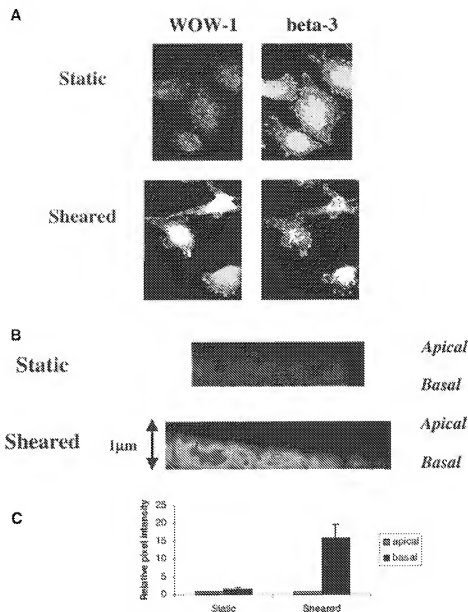 A
WOW-1 beta-3
Static
Sheared
B
Static
Apical
Basal
Sheared
1μm
Apical
Basal
C
Relative pixel intensity
25
20
15
10
5
0
Static Sheared
apical
basal